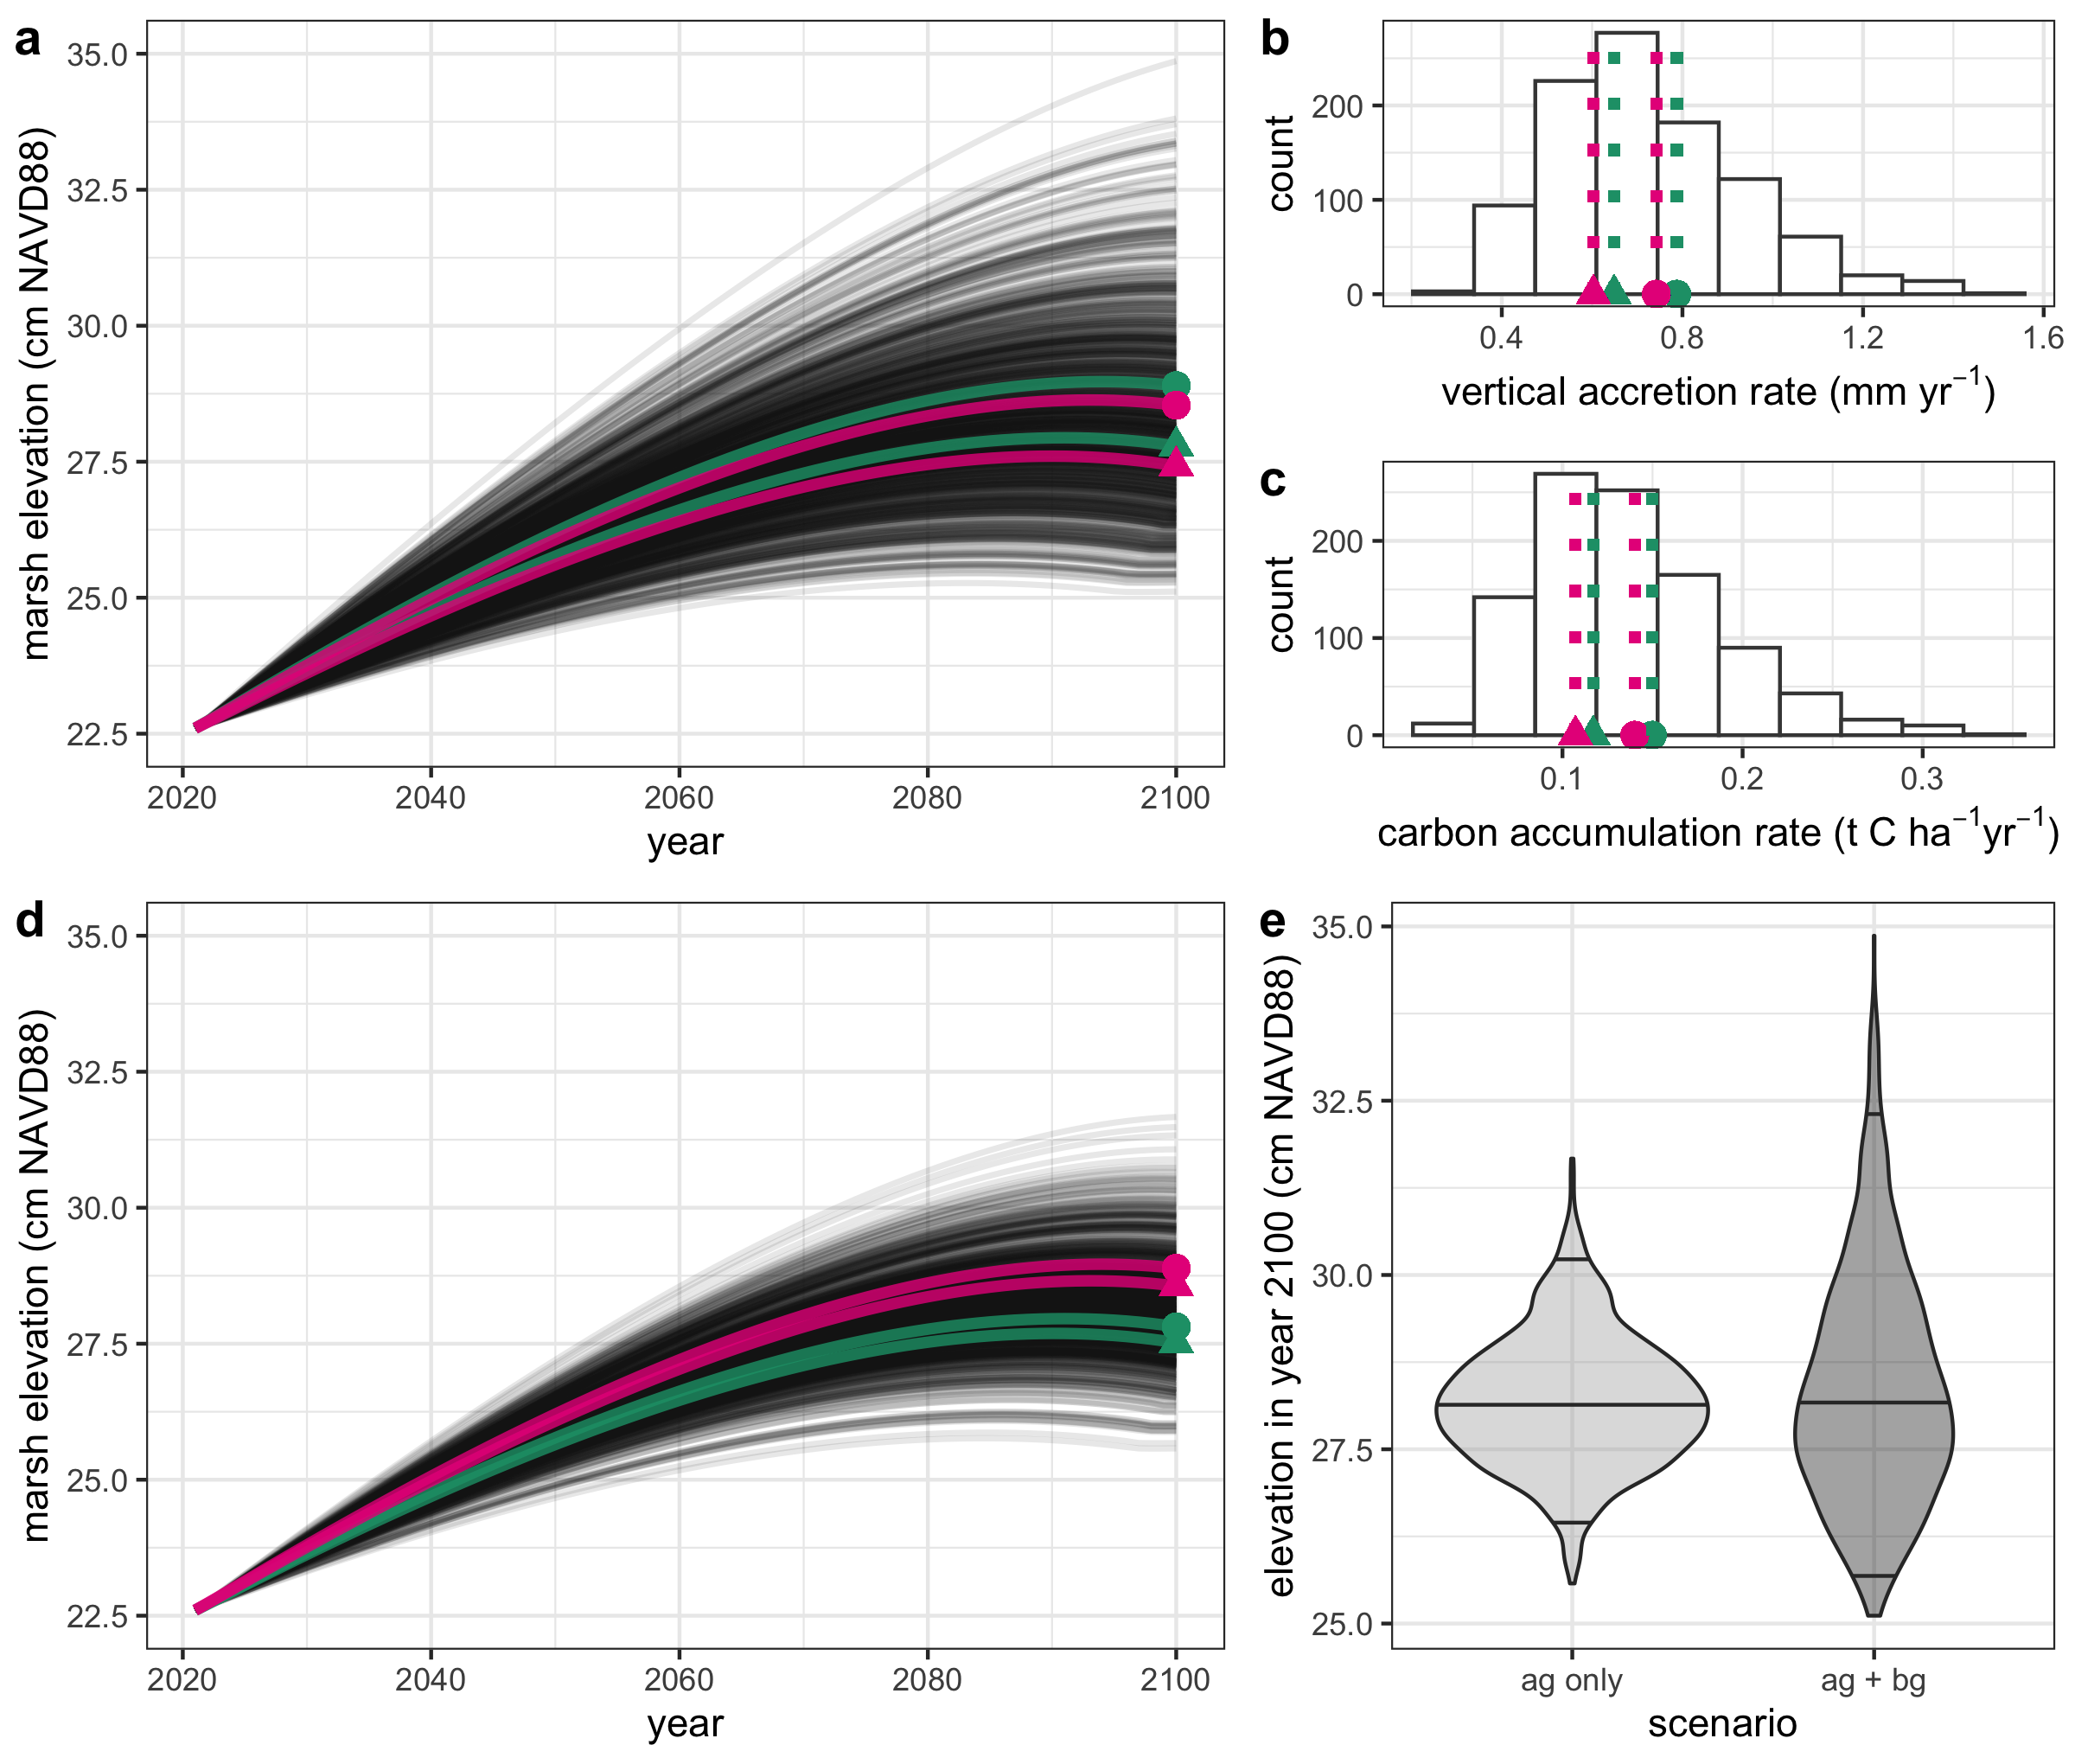 a
35.0
32.5
30.0
27.5
25.0
22.5
marsh elevation (cm NAVD88)
2020 2040 2060 2080 2100
year
b
200
100
0
count
0.4 0.8 1.2 1.6
vertical accretion rate (mm yr⁻¹)
c
200
100
0
count
0.1 0.2 0.3
carbon accumulation rate (t C ha⁻¹yr⁻¹)
d
35.0
32.5
30.0
27.5
25.0
22.5
marsh elevation (cm NAVD88)
2020 2040 2060 2080 2100
year
e
35.0
32.5
30.0
27.5
25.0
elevation in year 2100 (cm NAVD88)
ag only ag + bg
scenario